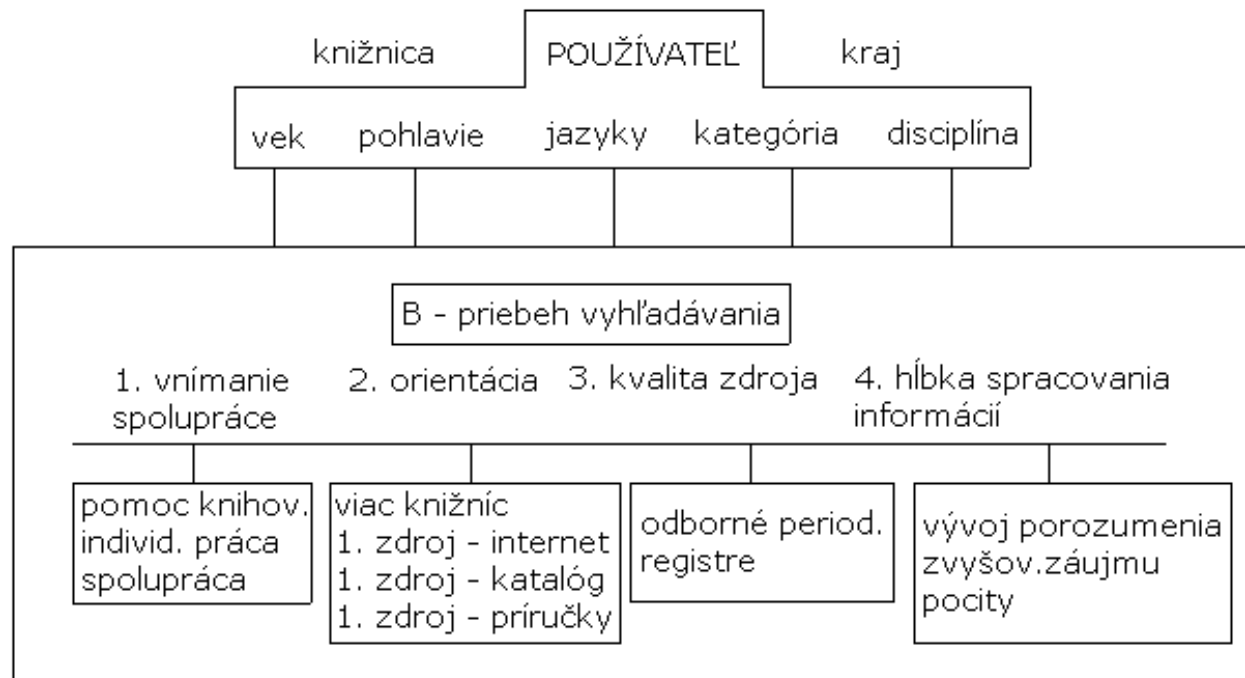 knižnica POUŽÍVATEĽ kraj
vek pohlavie jazyky kategória disciplína
B - priebeh vyhľadávania
1. vnímanie
spolupráce
2. orientácia
3. kvalita zdroja
4. hĺbka spracovania
informácií
pomoc knihov.
individ. práca
spolupráca
viac knižníc
1. zdroj - internet
1. zdroj - katalóg
1. zdroj - príručky
odborné period.
registre
vývoj porozumenia
zvyšov.záujmu
pocity